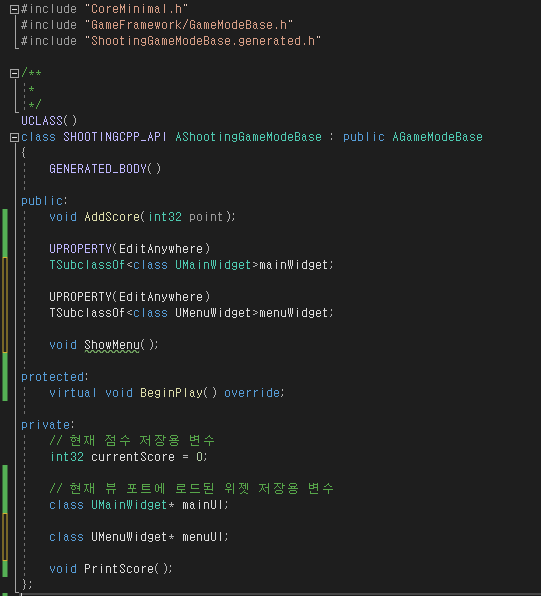 #include "CoreMinimal.h"
#include "GameFramework/GameModeBase.h"
#include "ShootingGameModeBase.generated.h"
/**
*
*/
UCLASS()
class SHOOTINGCPP_API AShootingGameModeBase : public AGameModeBase
{
GENERATED_BODY()
public:
void AddScore(int32 point);
UPROPERTY(EditAnywhere)
TSubclassOf<class UMainWidget>mainWidget;
UPROPERTY(EditAnywhere)
TSubclassOf<class UMenuWidget>menuWidget;
void ShowMenu();
protected:
virtual void BeginPlay() override;
private:
// 현재 점수 저장용 변수
int32 currentScore = 0;
// 현재 뷰 포트에 로드된 위젯 저장용 변수
class UMainWidget* mainUI;
class UMenuWidget* menuUI;
void PrintScore();
};